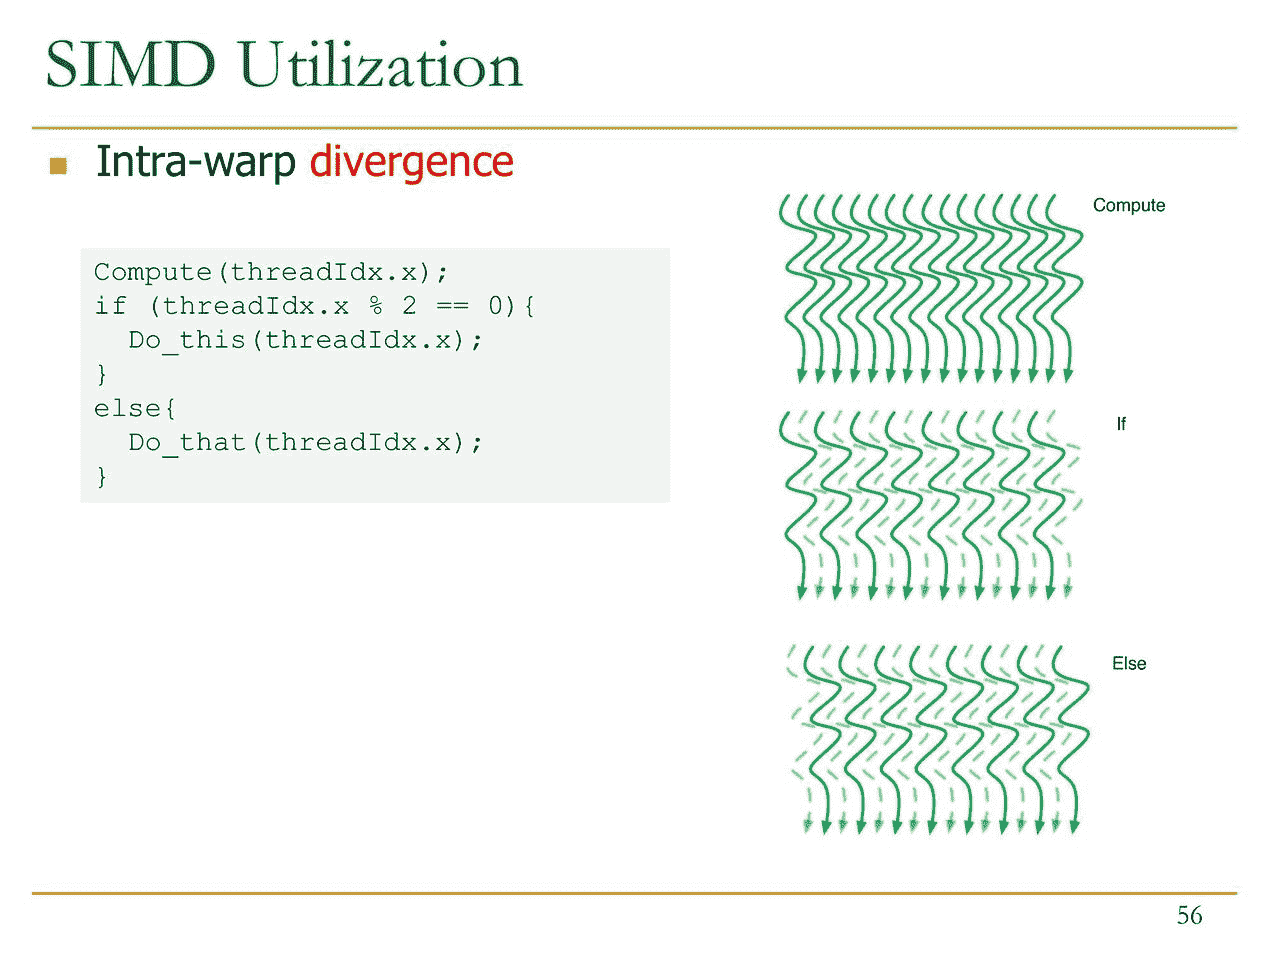 SIMD Utilization
Intra-warp divergence
Compute(threadIdx.x);
if (threadIdx.x % 2 == 0){
  Do_this(threadIdx.x);
}
else{
  Do_that(threadIdx.x);
}
Compute
If
Else
56